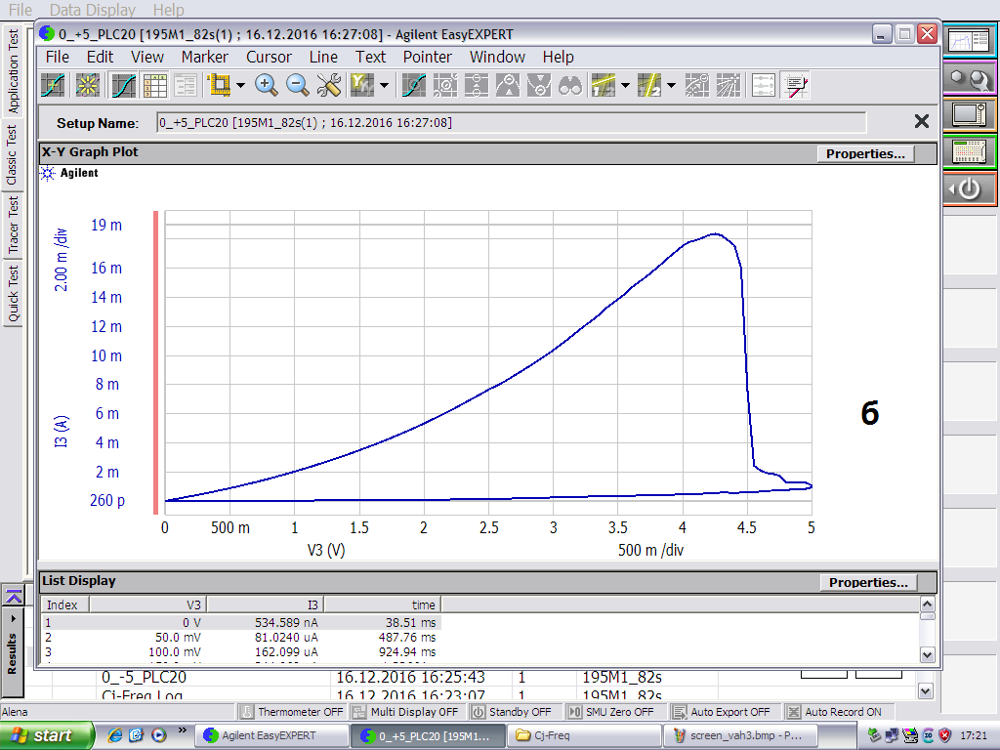 File Data Display Help
0_+5_PLC20 [195M1_82s(1) ; 16.12.2016 16:27:08] - Agilent EasyEXPERT
File Edit View Marker Cursor Line Text Pointer Window Help
Setup Name: 0_+5_PLC20 [195M1_82s(1) ; 16.12.2016 16:27:08]
X-Y Graph Plot Properties...
Agilent
Application Test
Classic Test
Tracer Test
Quick Test
2.00 m /div
I3 (A)
19 m
16 m
14 m
12 m
10 m
8 m
6 m
4 m
2 m
260 p
б
0 500 m 1 1.5 2 2.5 3 3.5 4 4.5 5
V3 (V) 500 m /div
List Display Properties...
Index V3 I3 time
1 0 V 534.589 nA 38.51 ms
2 50.0 mV 81.0240 uA 487.76 ms
3 100.0 mV 162.099 uA 924.94 ms
Results
0_-5_PLC20 16.12.2016 16:25:43 1 195M1_82s
Cj-Freq Log 16.12.2016 16:23:07 1 195M1_82s
Alena Thermometer OFF Multi Display OFF Standby OFF SMU Zero OFF Auto Export OFF Auto Record ON
start Agilent EasyEXPERT 0_+5_PLC20 [195M1... Cj-Freq screen_vah3.bmp - P... 17:21